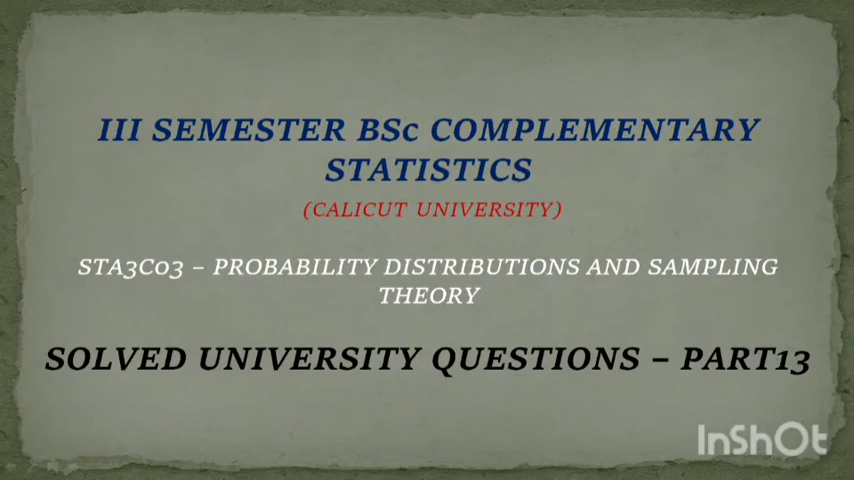 III SEMESTER BSc COMPLEMENTARY
STATISTICS
(CALICUT UNIVERSITY)
STA3C03 – PROBABILITY DISTRIBUTIONS AND SAMPLING
THEORY
SOLVED UNIVERSITY QUESTIONS – PART13
InShOt